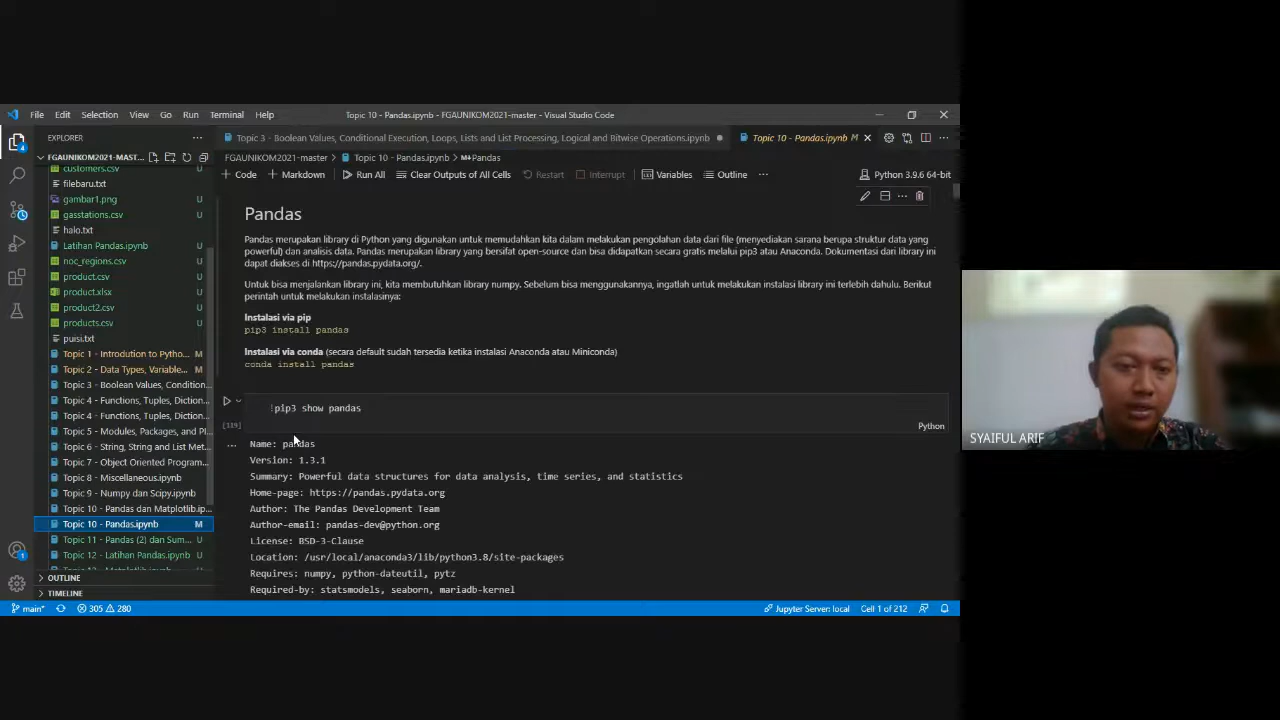 File Edit Selection View Go Run Terminal Help
Topic 10 - Pandas.ipynb - FGAUNIKOM2021-master - Visual Studio Code
EXPLORER
Topic 3 - Boolean Values, Conditional Execution, Loops, Lists and List Processing, Logical and Bitwise Operations.ipynb
Topic 10 - Pandas.ipynb M
FGAUNIKOM2021-MAST...
FGAUNIKOM2021-master > Topic 10 - Pandas.ipynb > M↓Pandas
+ Code + Markdown Run All Clear Outputs of All Cells Restart Interrupt Variables Outline ... Python 3.9.6 64-bit
customers.csv U
filebaru.txt U
gambar1.png U
gasstations.csv U
halo.txt U
Latihan Pandas.ipynb U
noc_regions.csv U
product.csv U
product.xlsx U
product2.csv U
products.csv U
puisi.txt U
Topic 1 - Introdution to Pytho... M
Topic 2 - Data Types, Variable... M
Topic 3 - Boolean Values, Condition...
Topic 4 - Functions, Tuples, Diction...
Topic 4 - Functions, Tuples, Diction...
Topic 5 - Modules, Packages, and PI...
Topic 6 - String, String and List Met...
Topic 7 - Object Oriented Program...
Topic 8 - Miscellaneous.ipynb
Topic 9 - Numpy dan Scipy.ipynb
Topic 10 - Pandas dan Matplotlib.ip...
Topic 10 - Pandas.ipynb M
Topic 11 - Pandas (2) dan Sum... U
Topic 12 - Latihan Pandas.ipynb U
OUTLINE
TIMELINE
Pandas
Pandas merupakan library di Python yang digunakan untuk memudahkan kita dalam melakukan pengolahan data dari file (menyediakan sarana berupa struktur data yang
powerful) dan analisis data. Pandas merupakan library yang bersifat open-source dan bisa didapatkan secara gratis melalui pip3 atau Anaconda. Dokumentasi dari library ini
dapat diakses di https://pandas.pydata.org/.
Untuk bisa menjalankan library ini, kita membutuhkan library numpy. Sebelum bisa menggunakannya, ingatlah untuk melakukan instalasi library ini terlebih dahulu. Berikut
perintah untuk melakukan instalasinya:
Instalasi via pip
pip3 install pandas
Instalasi via conda (secara default sudah tersedia ketika instalasi Anaconda atau Miniconda)
conda install pandas
!pip3 show pandas
[119]
Python
Name: pandas
Version: 1.3.1
Summary: Powerful data structures for data analysis, time series, and statistics
Home-page: https://pandas.pydata.org
Author: The Pandas Development Team
Author-email: pandas-dev@python.org
License: BSD-3-Clause
Location: /usr/local/anaconda3/lib/python3.8/site-packages
Requires: numpy, python-dateutil, pytz
Required-by: statsmodels, seaborn, mariadb-kernel
main* 305 280
Jupyter Server: local Cell 1 of 212
SYAIFUL ARIF